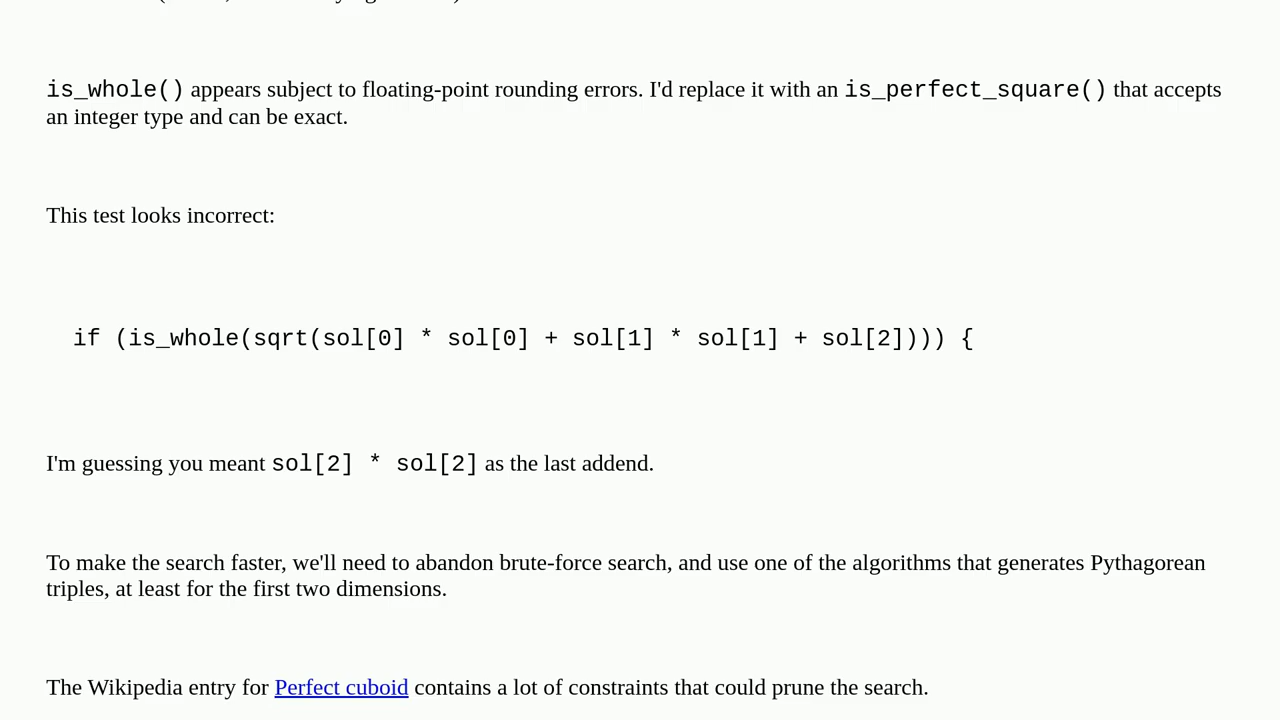 is_whole() appears subject to floating-point rounding errors. I'd replace it with an is_perfect_square() that accepts
an integer type and can be exact.
This test looks incorrect:
if (is_whole(sqrt(sol[0] * sol[0] + sol[1] * sol[1] + sol[2]))) {
I'm guessing you meant sol[2] * sol[2] as the last addend.
To make the search faster, we'll need to abandon brute-force search, and use one of the algorithms that generates Pythagorean
triples, at least for the first two dimensions.
The Wikipedia entry for Perfect cuboid contains a lot of constraints that could prune the search.